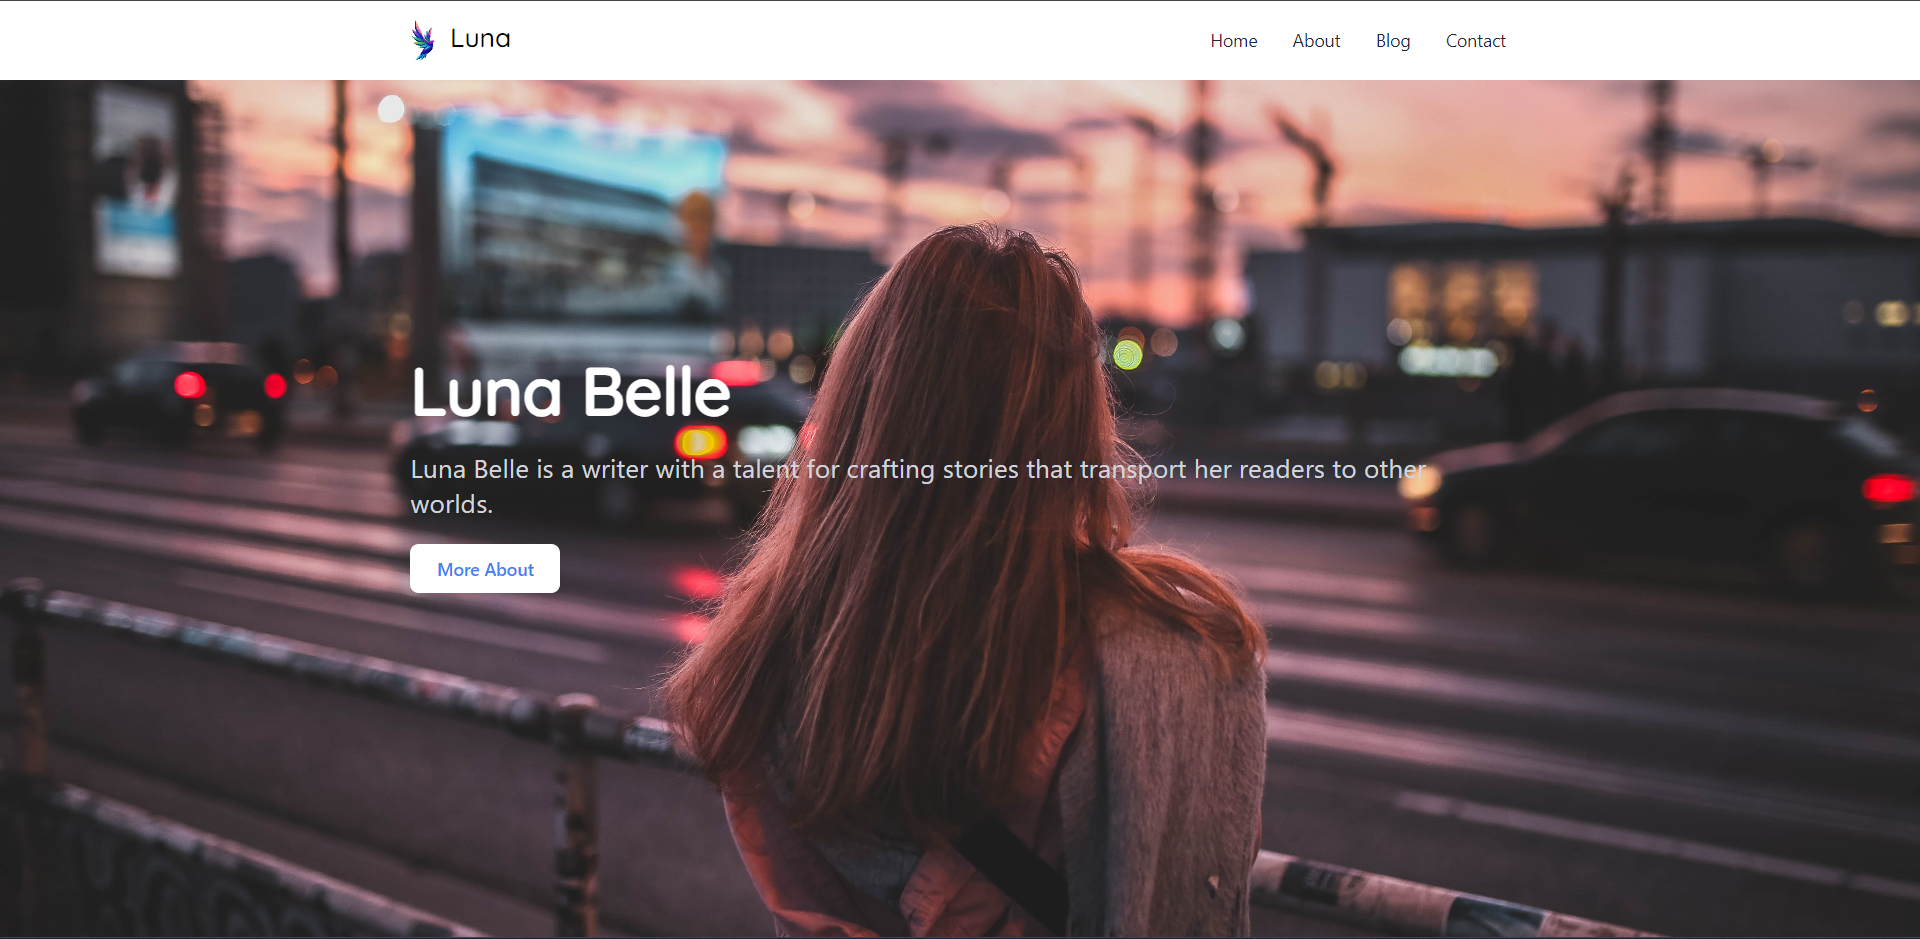 Luna
Home About Blog Contact
Luna Belle
Luna Belle is a writer with a talent for crafting stories that transport her readers to other
worlds.
More About